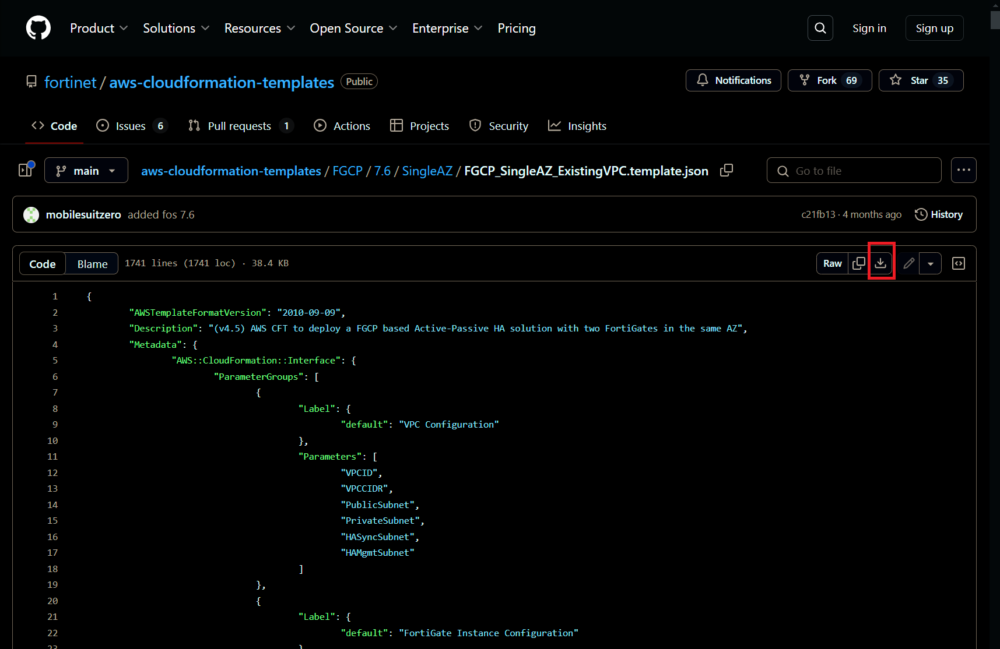 Product Solutions Resources Open Source Enterprise Pricing Sign in Sign up
fortinet / aws-cloudformation-templates Public Notifications Fork 69 Star 35
Code Issues 6 Pull requests 1 Actions Projects Security Insights
main aws-cloudformation-templates / FGCP / 7.6 / SingleAZ / FGCP_SingleAZ_ExistingVPC.template.json Go to file
mobilesuitzero added fos 7.6 c21fb13 · 4 months ago History
Code Blame 1741 lines (1741 loc) · 38.4 KB Raw
1 {
2 "AWSTemplateFormatVersion": "2010-09-09",
3 "Description": "(v4.5) AWS CFT to deploy a FGCP based Active-Passive HA solution with two FortiGates in the same AZ",
4 "Metadata": {
5 "AWS::CloudFormation::Interface": {
6 "ParameterGroups": [
7 {
8 "Label": {
9 "default": "VPC Configuration"
10 },
11 "Parameters": [
12 "VPCID",
13 "VPCCIDR",
14 "PublicSubnet",
15 "PrivateSubnet",
16 "HASyncSubnet",
17 "HAMgmtSubnet"
18 ]
19 },
20 {
21 "Label": {
22 "default": "FortiGate Instance Configuration"
23 }